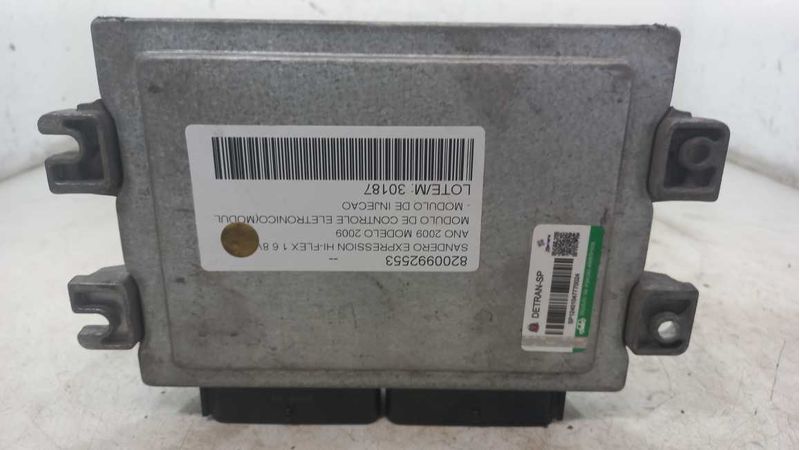 --
8200992553
SANDERO EXPRESSION HI-FLEX 1 6 8V
ANO 2009 MODELO 2009
MODULO DE CONTROLE ELETRONICO(MODUL
- MODULO DE INJECAO
LOTE/M: 30187
DETRAN-SP